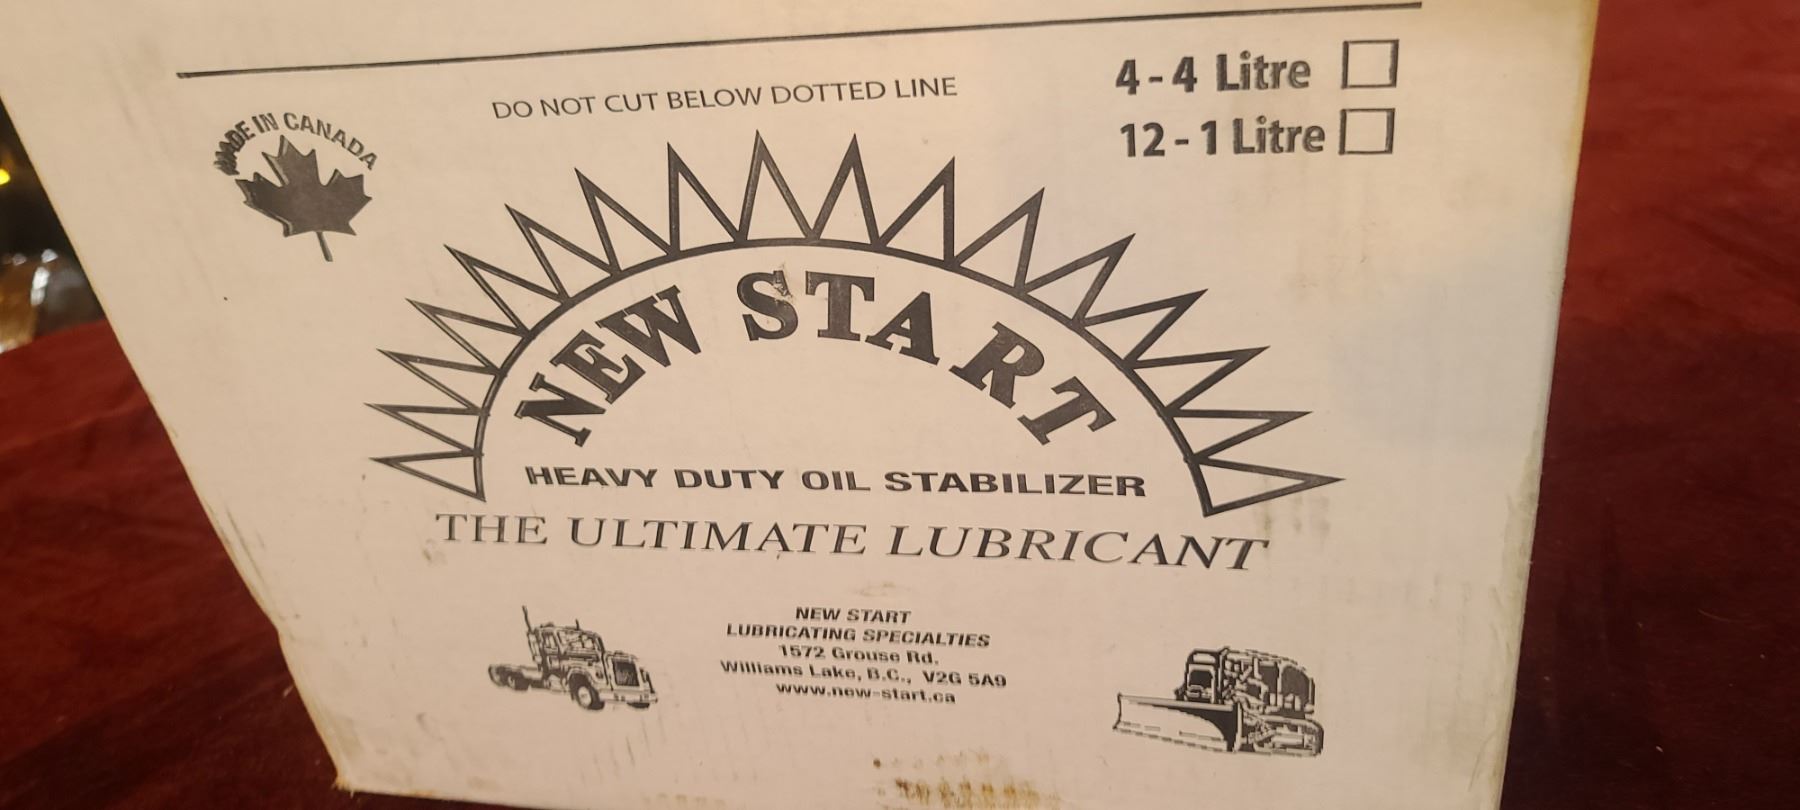 4 - 4 Litre
12 - 1 Litre
DO NOT CUT BELOW DOTTED LINE
MADE IN CANADA
NEW START
HEAVY DUTY OIL STABILIZER
THE ULTIMATE LUBRICANT
NEW START
LUBRICATING SPECIALTIES
1572 Grouse Rd.
Williams Lake, B.C., V2G 5A9
www.new-start.ca